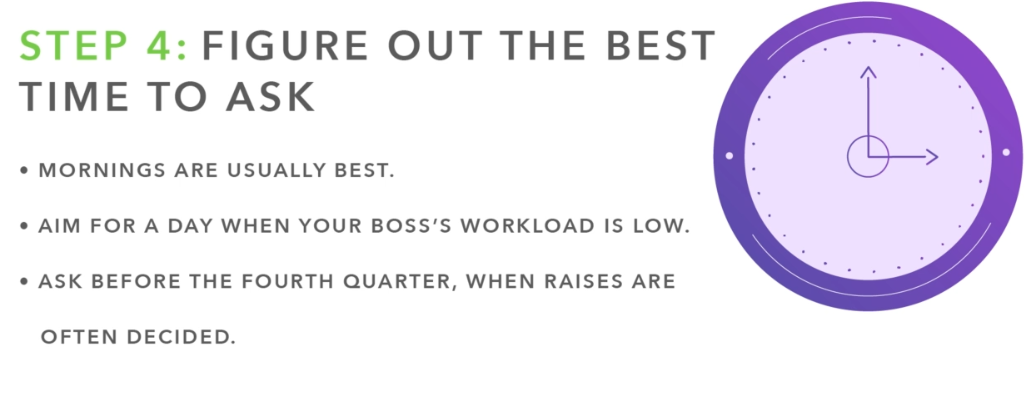 STEP 4: FIGURE OUT THE BEST
TIME TO ASK
• MORNINGS ARE USUALLY BEST.
• AIM FOR A DAY WHEN YOUR BOSS’S WORKLOAD IS LOW.
• ASK BEFORE THE FOURTH QUARTER, WHEN RAISES ARE
OFTEN DECIDED.